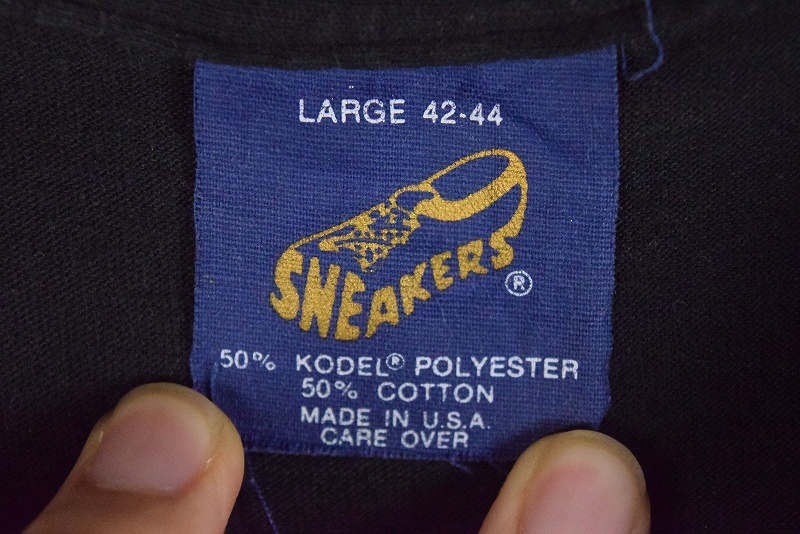 LARGE 42-44
SNEAKERS®
50% KODEL® POLYESTER
50% COTTON
MADE IN U.S.A.
CARE OVER